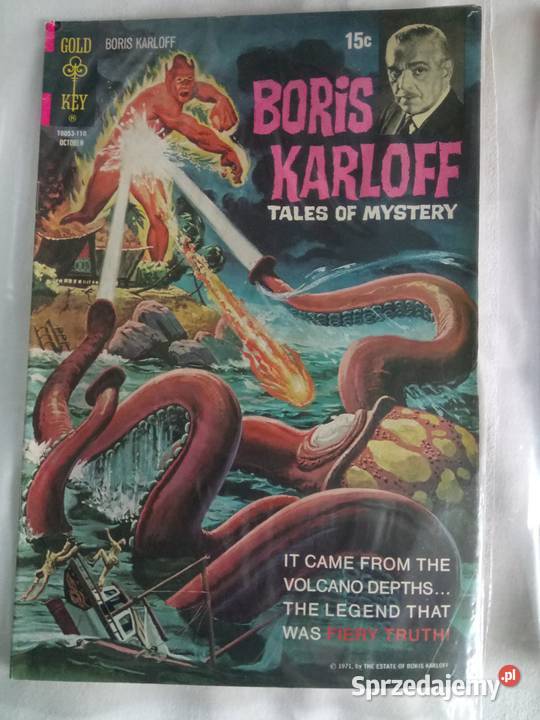 GOLD
KEY
®
BORIS KARLOFF
15c
10053-110
OCTOBER
BORiS
KARLOFF
TALES OF MYSTERY
IT CAME FROM THE
VOLCANO DEPTHS...
THE LEGEND THAT
WAS FIERY TRUTH!
© 1971, by THE ESTATE OF BORIS KARLOFF
Sprzedajemy.pl